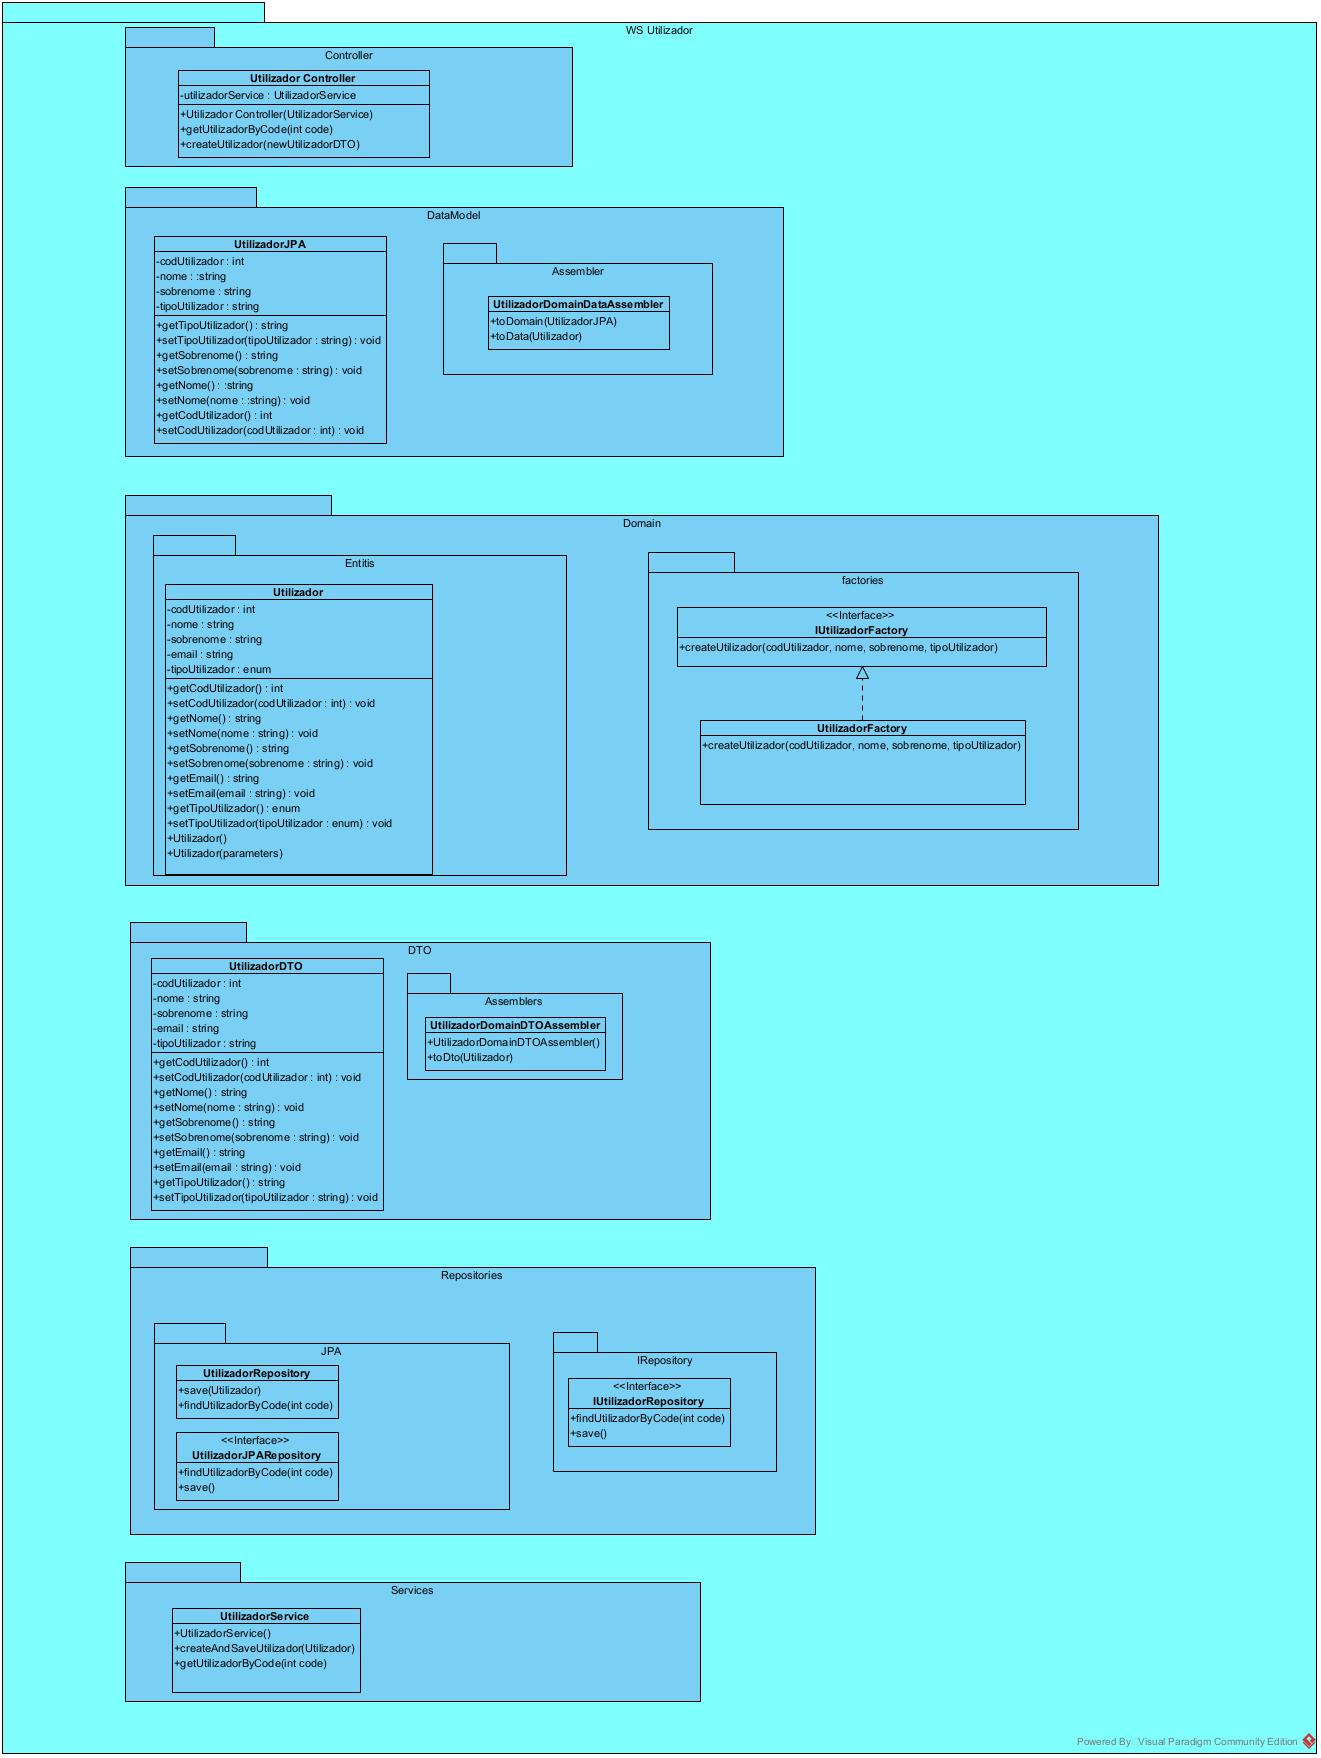 WS Utilizador
Controller
Utilizador Controller
-utilizadorService : UtilizadorService
+Utilizador Controller(UtilizadorService)
+getUtilizadorByCode(int code)
+createUtilizador(newUtilizadorDTO)
DataModel
UtilizadorJPA
-codUtilizador : int
-nome : :string
-sobrenome : string
-tipoUtilizador : string
+getTipoUtilizador() : string
+setTipoUtilizador(tipoUtilizador : string) : void
+getSobrenome() : string
+setSobrenome(sobrenome : string) : void
+getNome() : :string
+setNome(nome : :string) : void
+getCodUtilizador() : int
+setCodUtilizador(codUtilizador : int) : void
Assembler
UtilizadorDomainDataAssembler
+toDomain(UtilizadorJPA)
+toData(Utilizador)
Domain
Entitis
Utilizador
-codUtilizador : int
-nome : string
-sobrenome : string
-email : string
-tipoUtilizador : enum
+getCodUtilizador() : int
+setCodUtilizador(codUtilizador : int) : void
+getNome() : string
+setNome(nome : string) : void
+getSobrenome() : string
+setSobrenome(sobrenome : string) : void
+getEmail() : string
+setEmail(email : string) : void
+getTipoUtilizador() : enum
+setTipoUtilizador(tipoUtilizador : enum) : void
+Utilizador()
+Utilizador(parameters)
factories
<<Interface>>
IUtilizadorFactory
+createUtilizador(codUtilizador, nome, sobrenome, tipoUtilizador)
UtilizadorFactory
+createUtilizador(codUtilizador, nome, sobrenome, tipoUtilizador)
DTO
UtilizadorDTO
-codUtilizador : int
-nome : string
-sobrenome : string
-email : string
-tipoUtilizador : string
+getCodUtilizador() : int
+setCodUtilizador(codUtilizador : int) : void
+getNome() : string
+setNome(nome : string) : void
+getSobrenome() : string
+setSobrenome(sobrenome : string) : void
+getEmail() : string
+setEmail(email : string) : void
+getTipoUtilizador() : string
+setTipoUtilizador(tipoUtilizador : string) : void
Assemblers
UtilizadorDomainDTOAssembler
+UtilizadorDomainDTOAssembler()
+toDto(Utilizador)
Repositories
JPA
UtilizadorRepository
+save(Utilizador)
+findUtilizadorByCode(int code)
<<Interface>>
UtilizadorJPARepository
+findUtilizadorByCode(int code)
+save()
IRepository
<<Interface>>
IUtilizadorRepository
+findUtilizadorByCode(int code)
+save()
Services
UtilizadorService
+UtilizadorService()
+createAndSaveUtilizador(Utilizador)
+getUtilizadorByCode(int code)
Powered By Visual Paradigm Community Edition